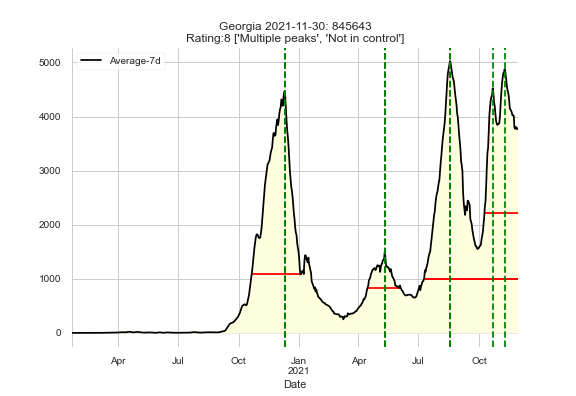 Georgia 2021-11-30: 845643
Rating:8 ['Multiple peaks', 'Not in control']
Average-7d
5000
4000
3000
2000
1000
0
Apr Jul Oct Jan Apr Jul Oct
2021
Date